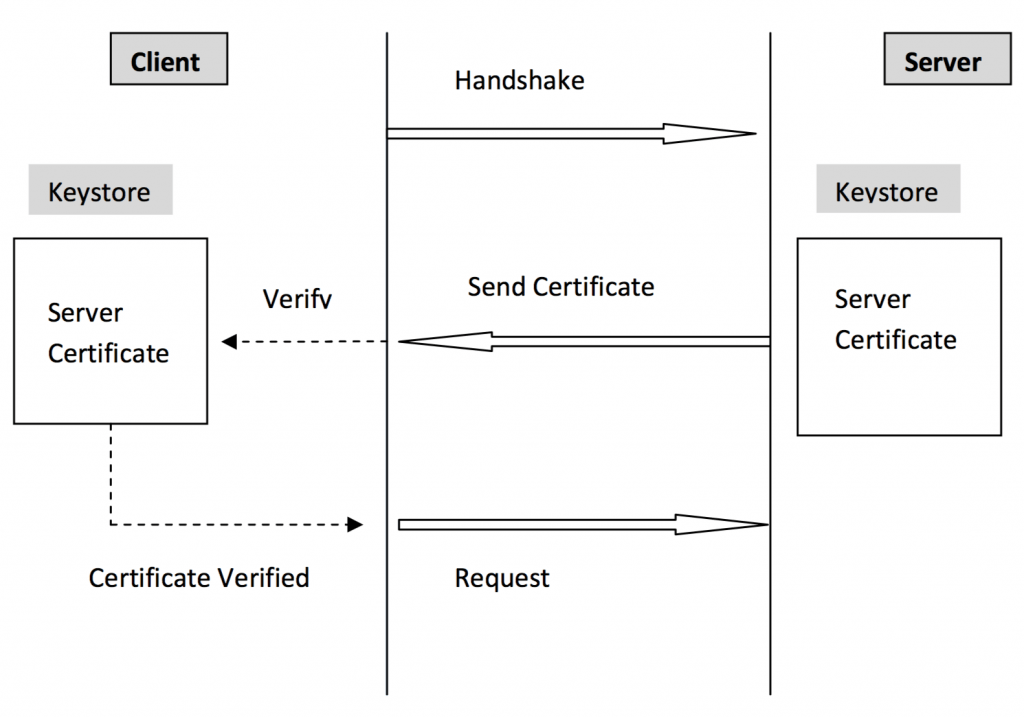 Client
Server
Handshake
Keystore
Keystore
Send Certificate
Verify
Server
Certificate
Server
Certificate
Certificate Verified
Request